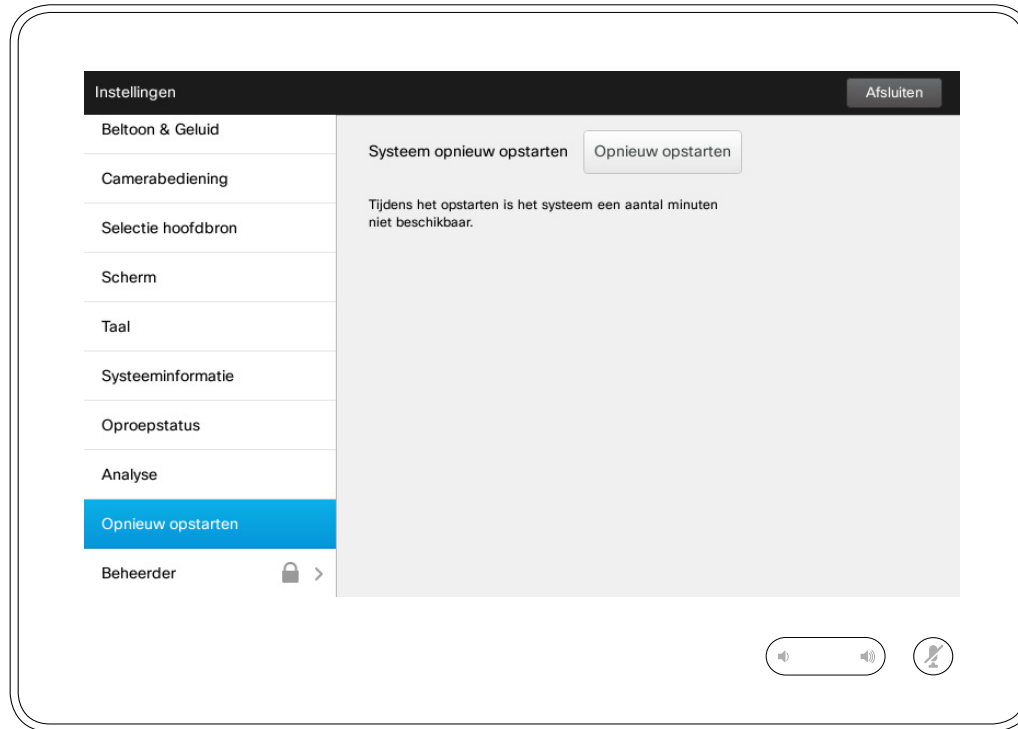 Instellingen
Afsluiten
Beltoon & Geluid
Camerabediening
Selectie hoofdbron
Scherm
Taal
Systeeminformatie
Oproepstatus
Analyse
Opnieuw opstarten
Beheerder
Systeem opnieuw opstarten
Opnieuw opstarten
Tijdens het opstarten is het systeem een aantal minuten
niet beschikbaar.